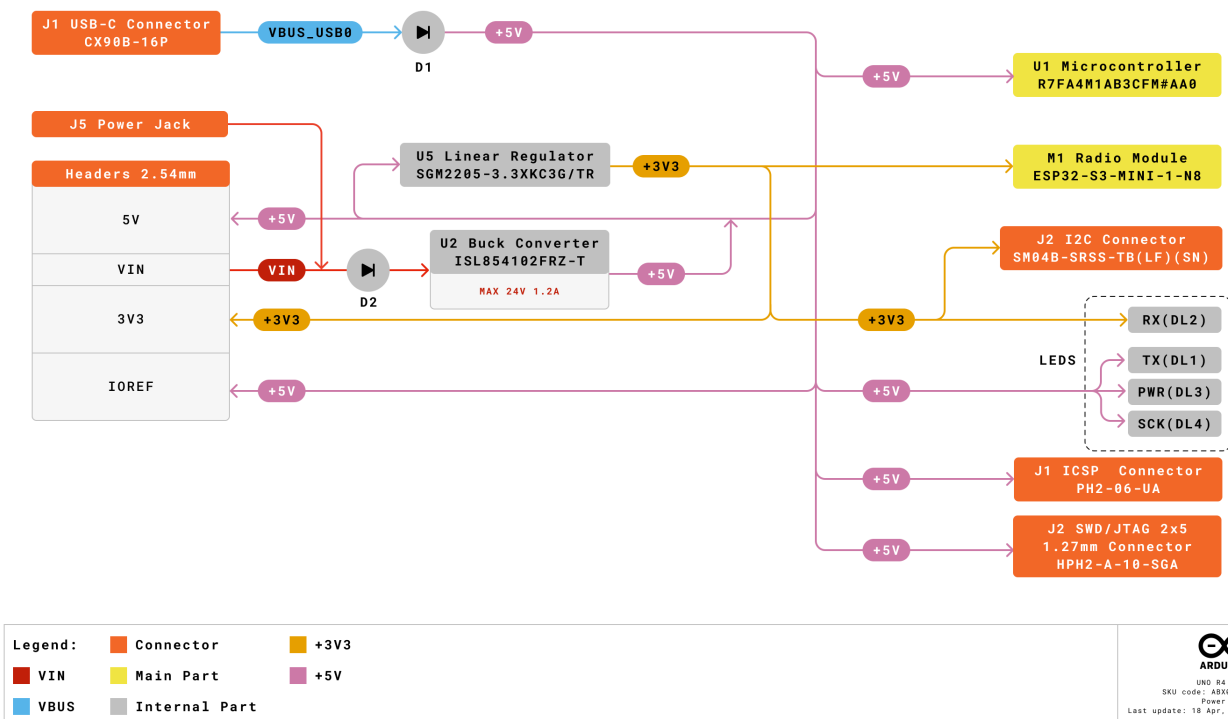 J1 USB-C Connector
CX90B-16P
VBUS_USB0
D1
+5V
+5V
U1 Microcontroller
R7FA4M1AB3CFM#AA0
J5 Power Jack
Headers 2.54mm
5V
+5V
U5 Linear Regulator
SGM2205-3.3XKC3G/TR
+3V3
M1 Radio Module
ESP32-S3-MINI-1-N8
VIN
VIN
D2
U2 Buck Converter
ISL854102FRZ-T
MAX 24V 1.2A
+5V
J2 I2C Connector
SM04B-SRSS-TB(LF)(SN)
3V3
+3V3
+3V3
RX(DL2)
LEDS
TX(DL1)
PWR(DL3)
SCK(DL4)
IOREF
+5V
+5V
+5V
J1 ICSP Connector
PH2-06-UA
+5V
J2 SWD/JTAG 2x5
1.27mm Connector
HPH2-A-10-SGA
Legend:
Connector
+3V3
VIN
Main Part
+5V
VBUS
Internal Part
UNO R4
SKU code:
Power
Last update: 18 Apr,